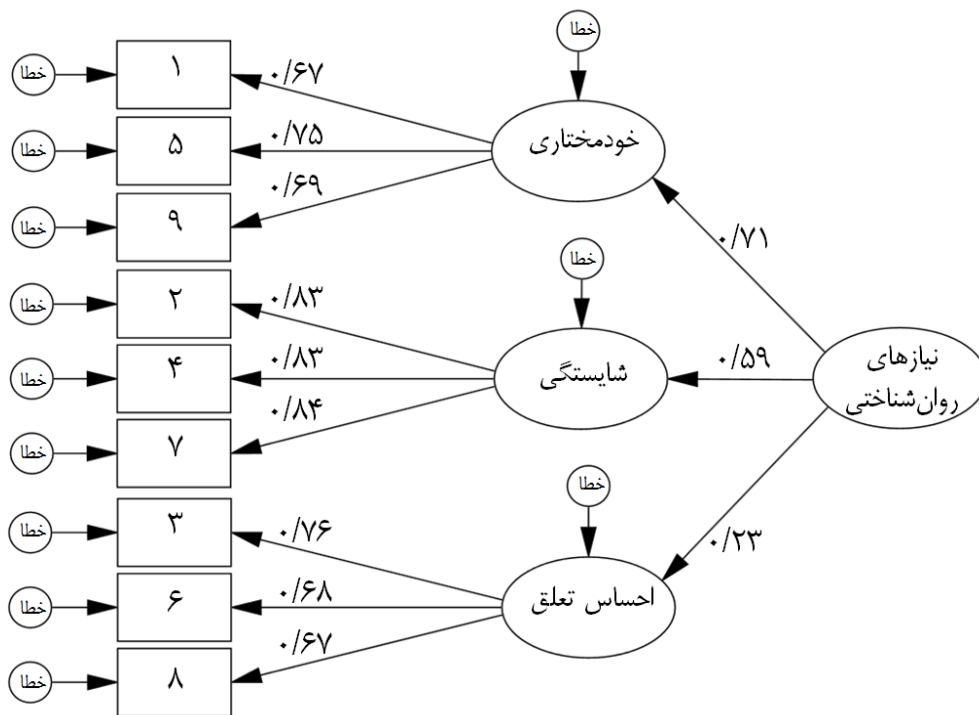 خطا
خطا
۱
۰/۶۷
خودمختاری
خطا
۵
۰/۷۵
خطا
۹
۰/۶۹
۰/۷۱
خطا
خطا
۲
۰/۸۳
شایستگی
نیازهای
روان‌شناختی
خطا
۴
۰/۸۳
۰/۵۹
خطا
۷
۰/۸۴
خطا
خطا
۳
۰/۷۶
۰/۲۳
احساس تعلق
خطا
۶
۰/۶۸
خطا
۸
۰/۶۷